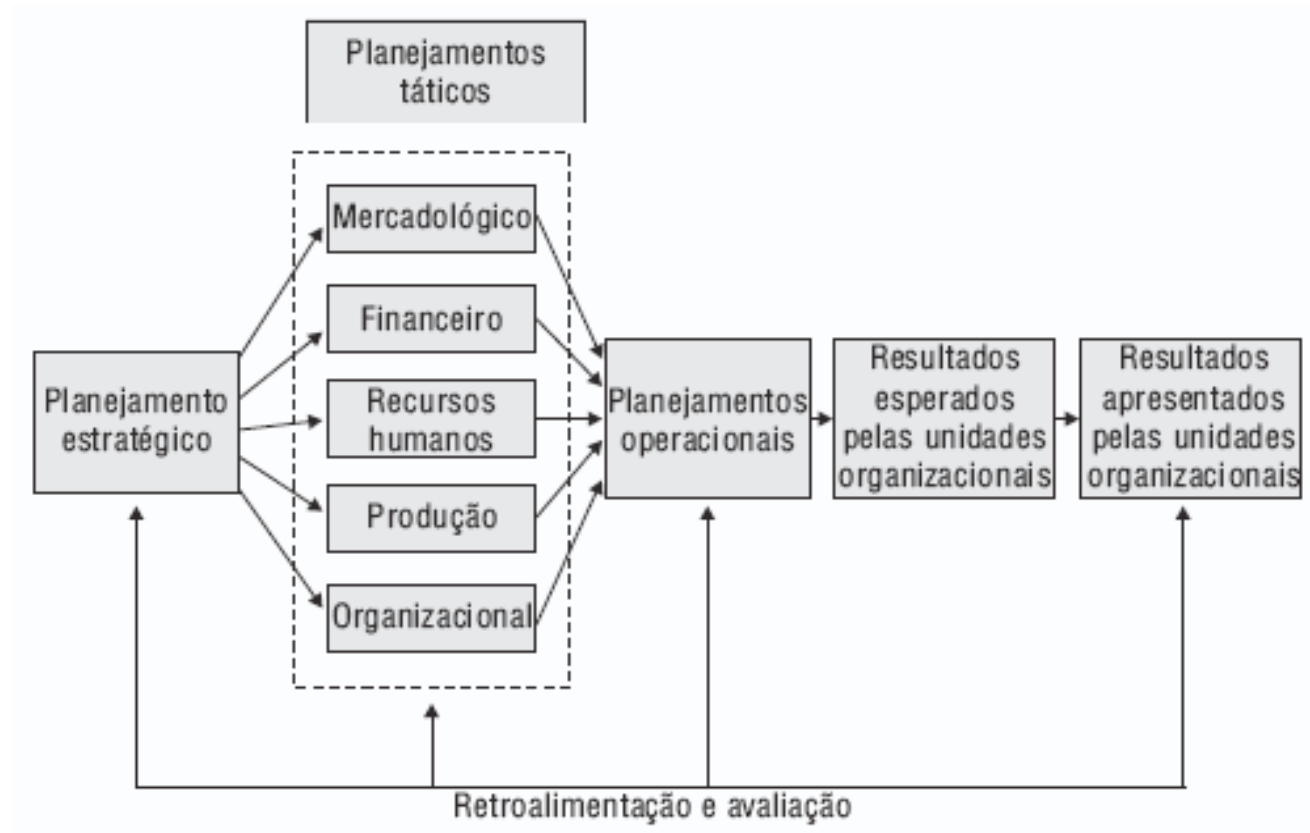 Planejamentos
táticos
Mercadológico
Financeiro
Recursos
humanos
Produção
Organizacional
Planejamento
estratégico
Planejamentos
operacionais
Resultados
esperados
pelas unidades
organizacionais
Resultados
apresentados
pelas unidades
organizacionais
Retroalimentação e avaliação